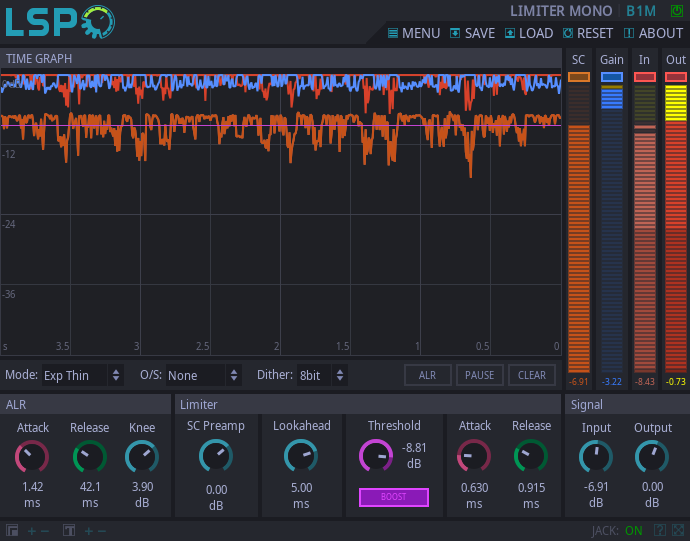 LSP
LIMITER MONO B1M
MENU SAVE LOAD RESET ABOUT
TIME GRAPH
SC Gain In Out
-12
-24
-36
s 3.5 3 2.5 2 1.5 1 0.5 0
-6.91 -3.22 -8.43 -0.73
Mode: Exp Thin O/S: None Dither: 8bit ALR PAUSE CLEAR
ALR Limiter Signal
Attack Release Knee SC Preamp Lookahead Threshold Attack Release Input Output
-8.81
dB
1.42 42.1 3.90 0.00 5.00 0.630 0.915 -6.91 0.00
ms ms dB dB ms ms ms dB dB
BOOST
JACK: ON